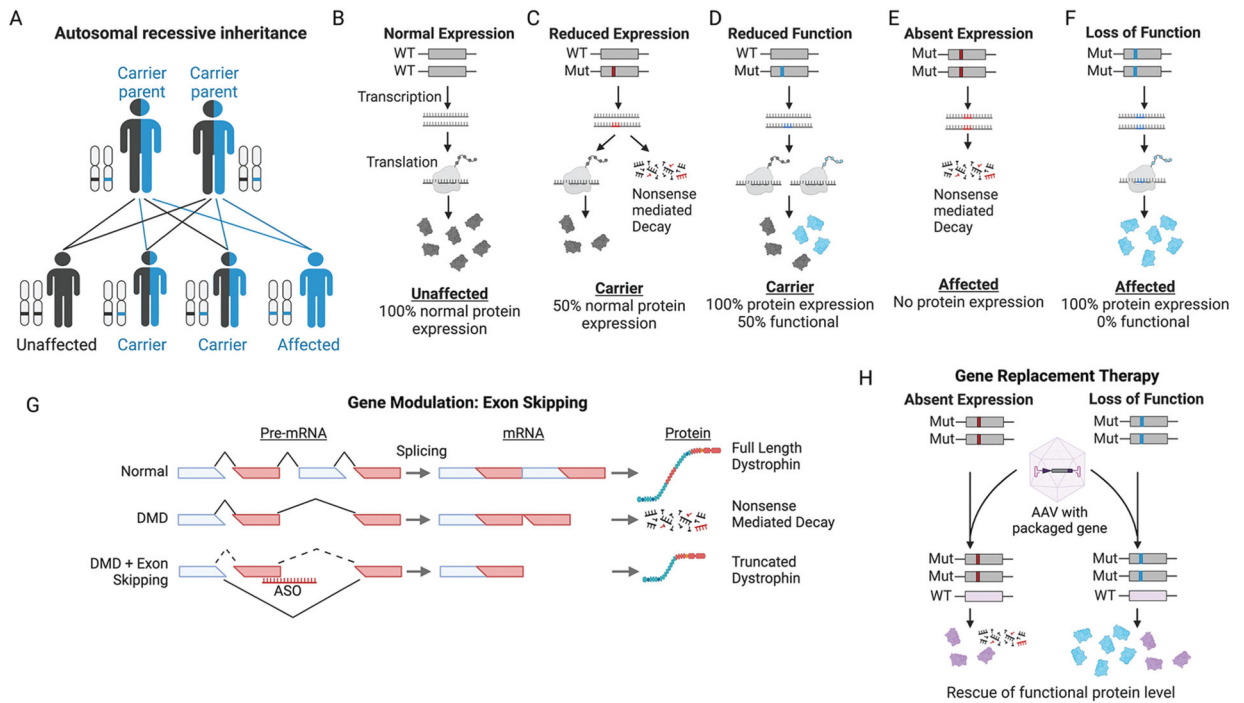 A
Autosomal recessive inheritance
Carrier
parent
Carrier
parent
Unaffected
Carrier
Carrier
Affected
B
Normal Expression
WT
WT
Transcription
Translation
Unaffected
100% normal protein
expression
C
Reduced Expression
WT
Mut
Nonsense
mediated
Decay
Carrier
50% normal protein
expression
D
Reduced Function
WT
Mut
Carrier
100% protein expression
50% functional
E
Absent Expression
Mut
Mut
Nonsense
mediated
Decay
Affected
No protein expression
F
Loss of Function
Mut
Mut
Affected
100% protein expression
0% functional
G
Gene Modulation: Exon Skipping
Pre-mRNA
Splicing
mRNA
Protein
Normal
Full Length
Dystrophin
DMD
Nonsense
Mediated Decay
DMD + Exon
Skipping
ASO
Truncated
Dystrophin
H
Gene Replacement Therapy
Absent Expression
Loss of Function
Mut
Mut
Mut
Mut
AAV with
packaged gene
Mut
Mut
WT
Mut
Mut
WT
Rescue of functional protein level